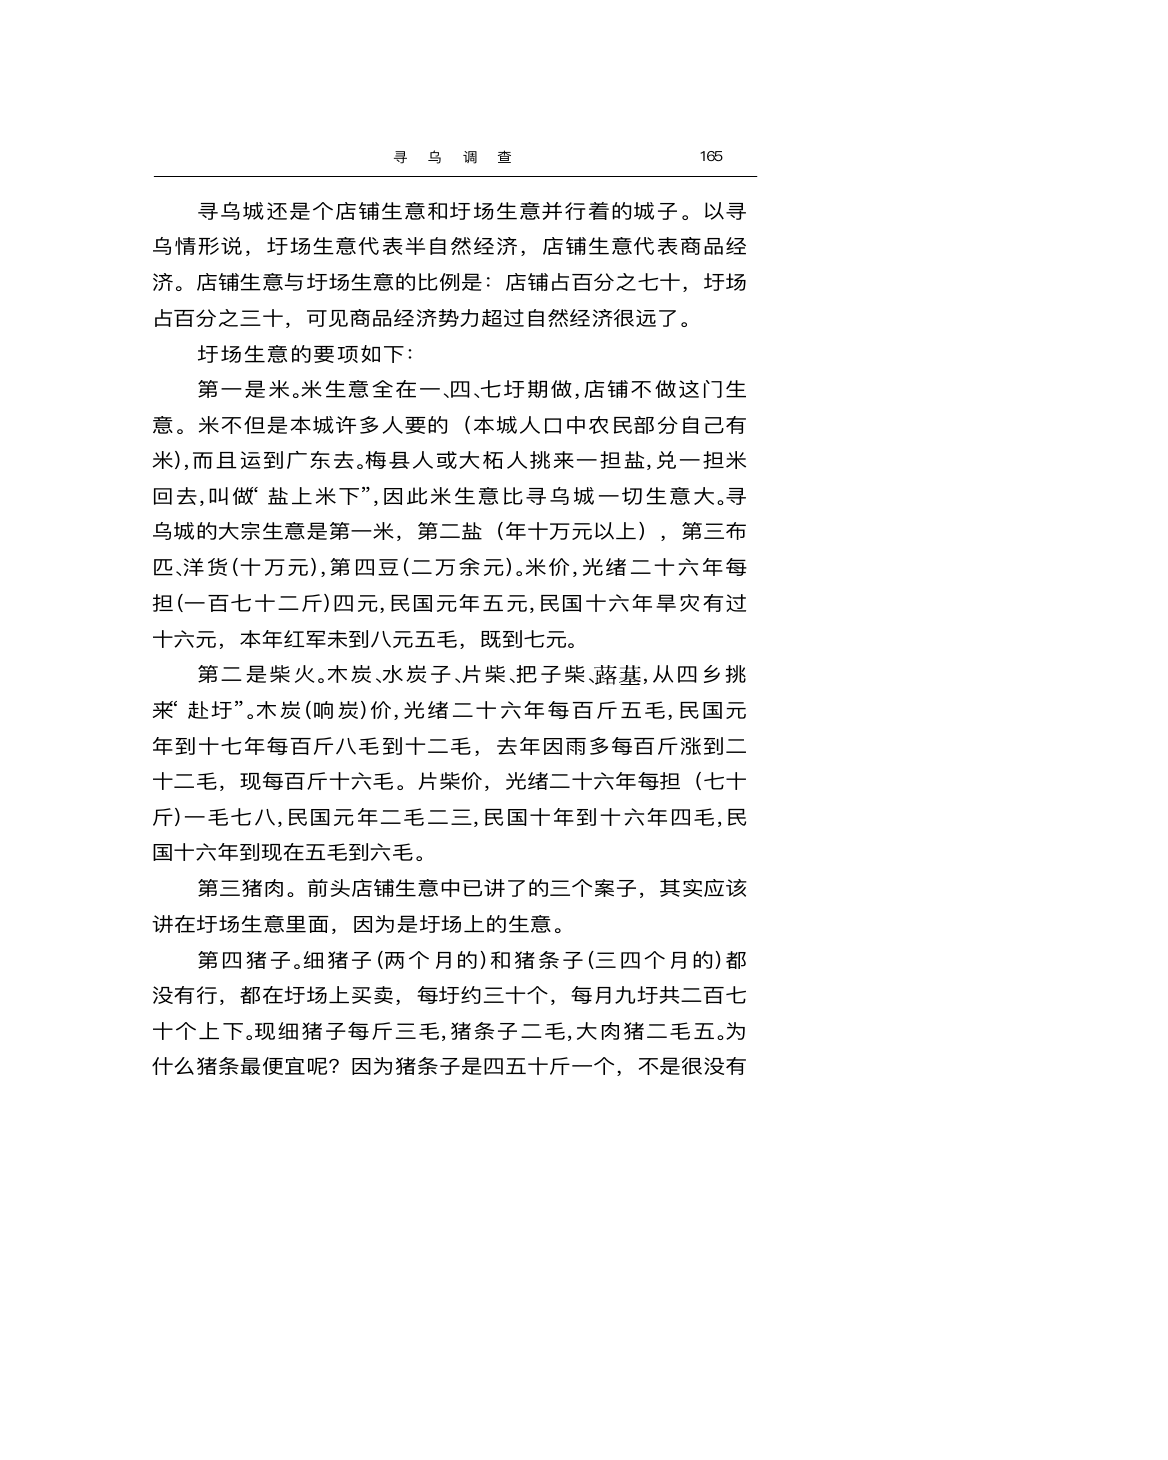 寻乌调查 165
寻乌城还是个店铺生意和圩场生意并行着的城子。以寻
乌情形说，圩场生意代表半自然经济，店铺生意代表商品经
济。店铺生意与圩场生意的比例是：店铺占百分之七十，圩场
占百分之三十，可见商品经济势力超过自然经济很远了。
圩场生意的要项如下：
第一是米。米生意全在一、四、七圩期做，店铺不做这门生
意。米不但是本城许多人要的（本城人口中农民部分自己有
米），而且运到广东去。梅县人或大柘人挑来一担盐，兑一担米
回去，叫做“盐上米下”，因此米生意比寻乌城一切生意大。寻
乌城的大宗生意是第一米，第二盐（年十万元以上），第三布
匹、洋货（十万元），第四豆（二万余元）。米价，光绪二十六年每
担（一百七十二斤）四元，民国元年五元，民国十六年旱灾有过
十六元，本年红军未到八元五毛，既到七元。
第二是柴火。木炭、水炭子、片柴、把子柴、蕗萁，从四乡挑
来“赴圩”。木炭（响炭）价，光绪二十六年每百斤五毛，民国元
年到十七年每百斤八毛到十二毛，去年因雨多每百斤涨到二
十二毛，现每百斤十六毛。片柴价，光绪二十六年每担（七十
斤）一毛七八，民国元年二毛二三，民国十年到十六年四毛，民
国十六年到现在五毛到六毛。
第三猪肉。前头店铺生意中已讲了的三个案子，其实应该
讲在圩场生意里面，因为是圩场上的生意。
第四猪子。细猪子（两个月的）和猪条子（三四个月的）都
没有行，都在圩场上买卖，每圩约三十个，每月九圩共二百七
十个上下。现细猪子每斤三毛，猪条子二毛，大肉猪二毛五。为
什么猪条最便宜呢？因为猪条子是四五十斤一个，不是很没有